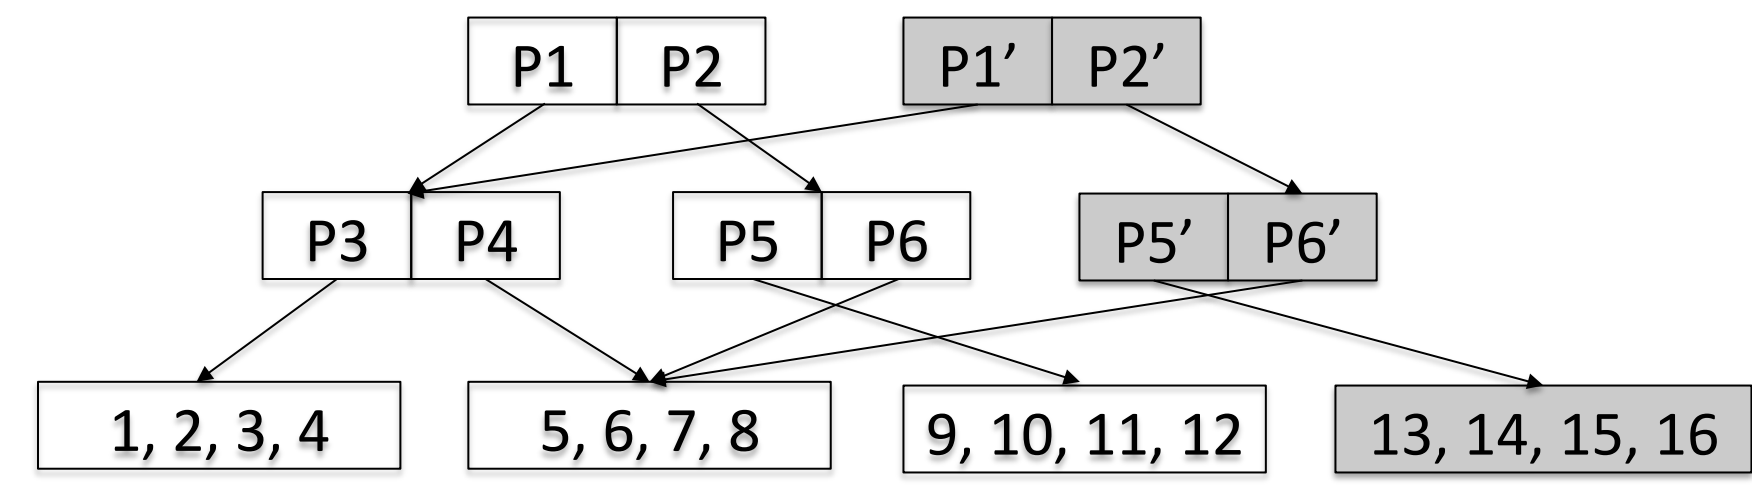 P1 P2 P1’ P2’
P3 P4 P5 P6 P5’ P6’
1, 2, 3, 4 5, 6, 7, 8 9, 10, 11, 12 13, 14, 15, 16